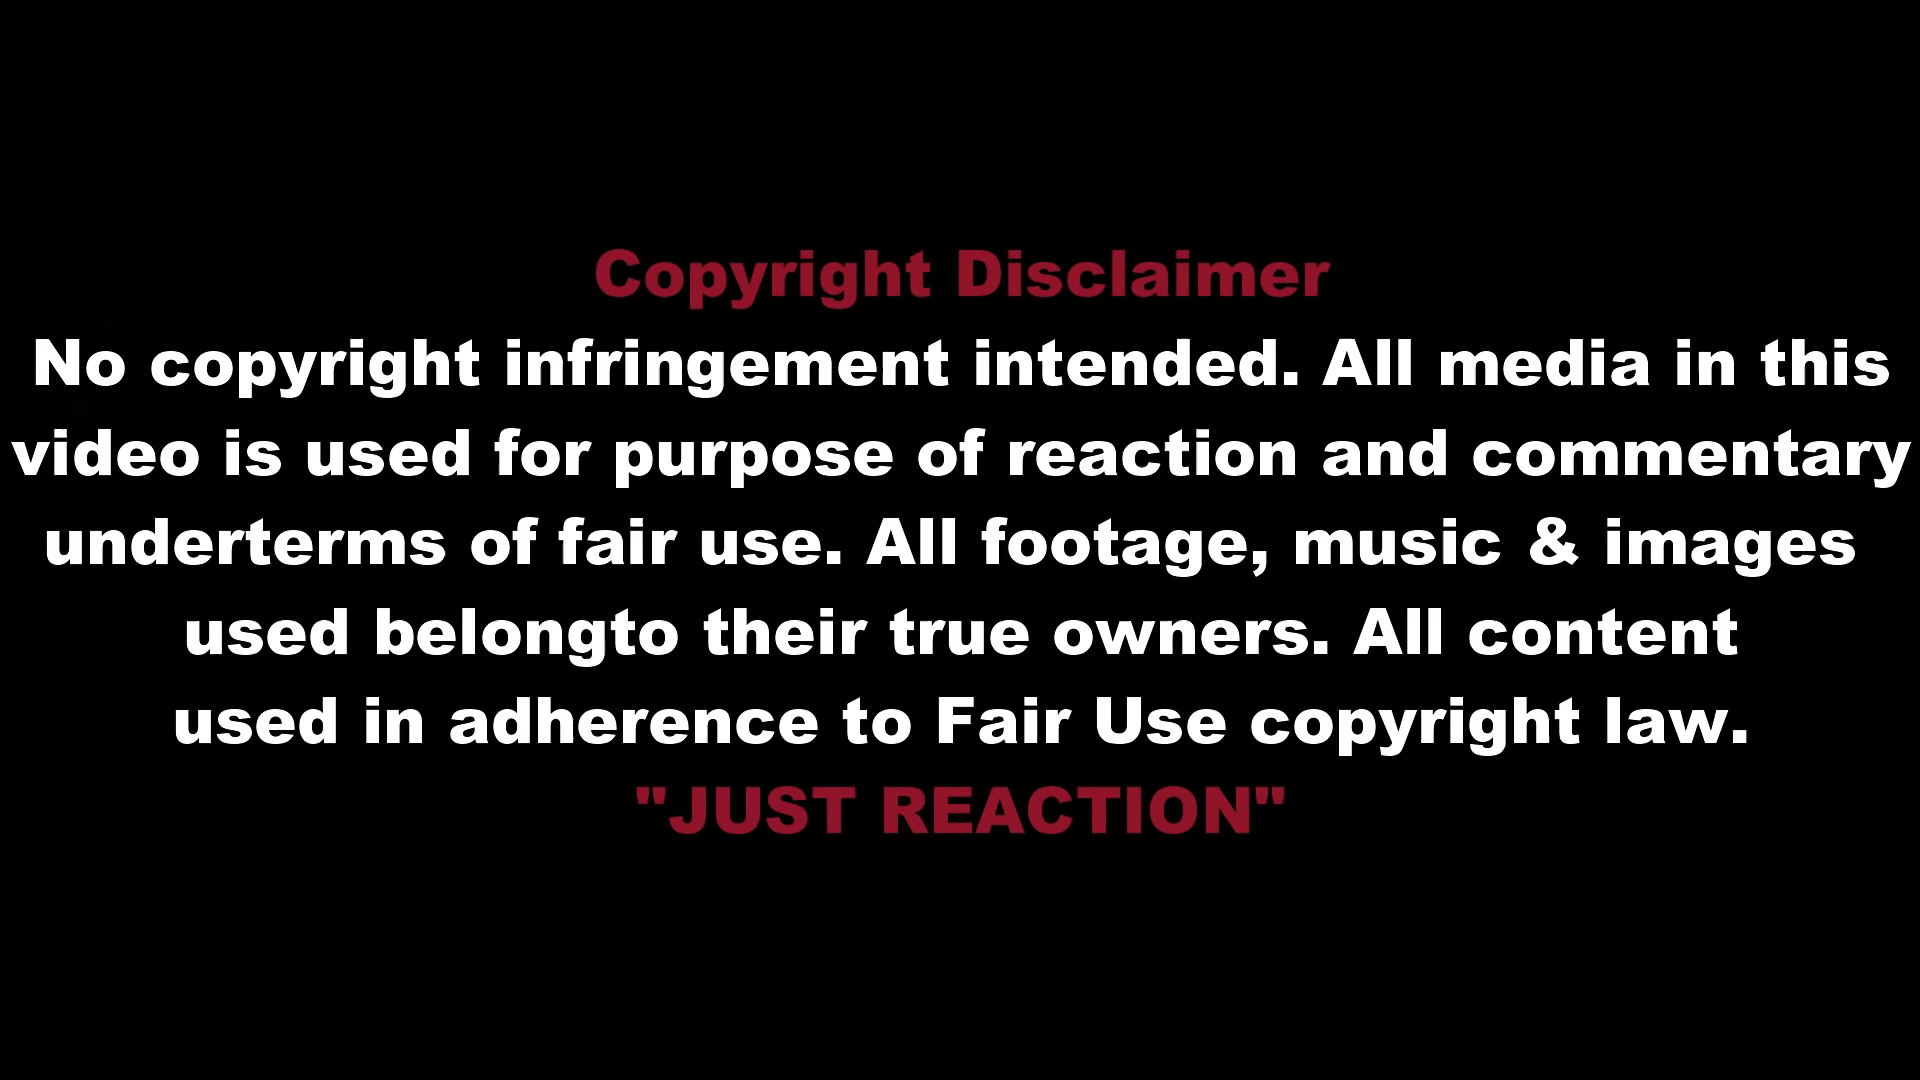 Copyright Disclaimer
No copyright infringement intended. All media in this
video is used for purpose of reaction and commentary
underterms of fair use. All footage, music & images
used belongto their true owners. All content
used in adherence to Fair Use copyright law.
"JUST REACTION"